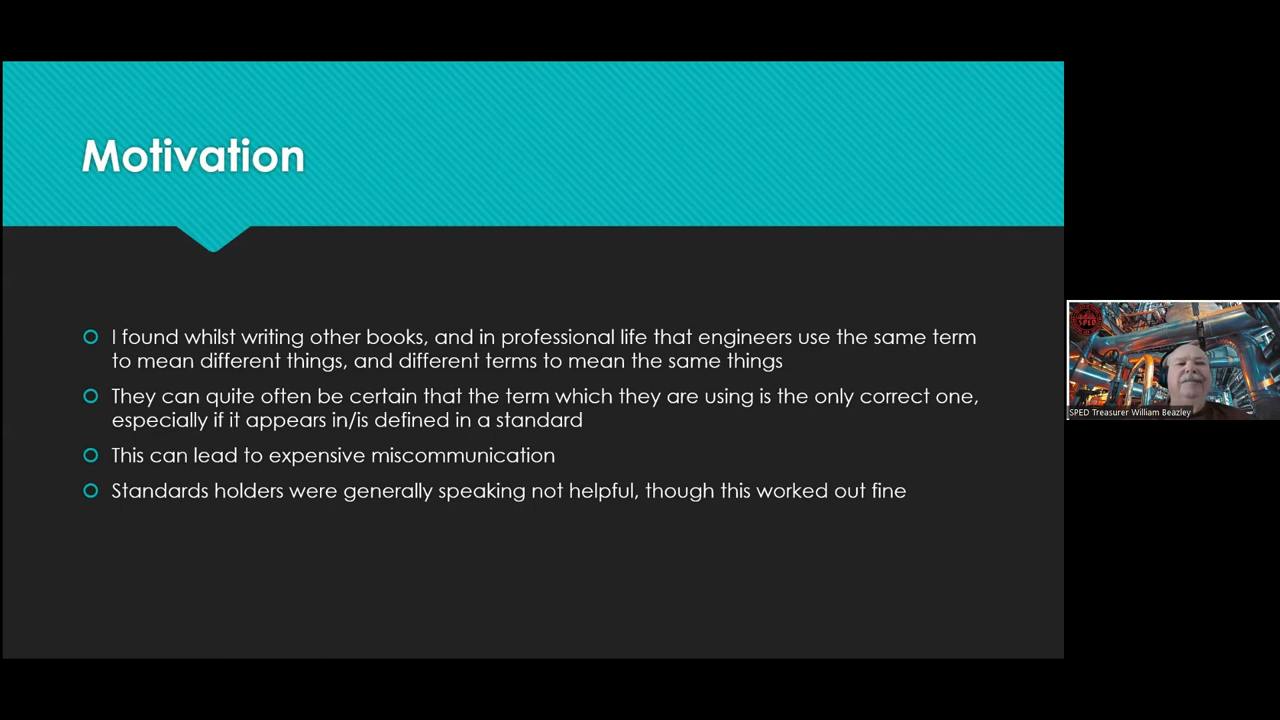 Motivation
I found whilst writing other books, and in professional life that engineers use the same term
to mean different things, and different terms to mean the same things
They can quite often be certain that the term which they are using is the only correct one,
especially if it appears in/is defined in a standard
This can lead to expensive miscommunication
Standards holders were generally speaking not helpful, though this worked out fine
SPED
SPED Treasurer William Beazley